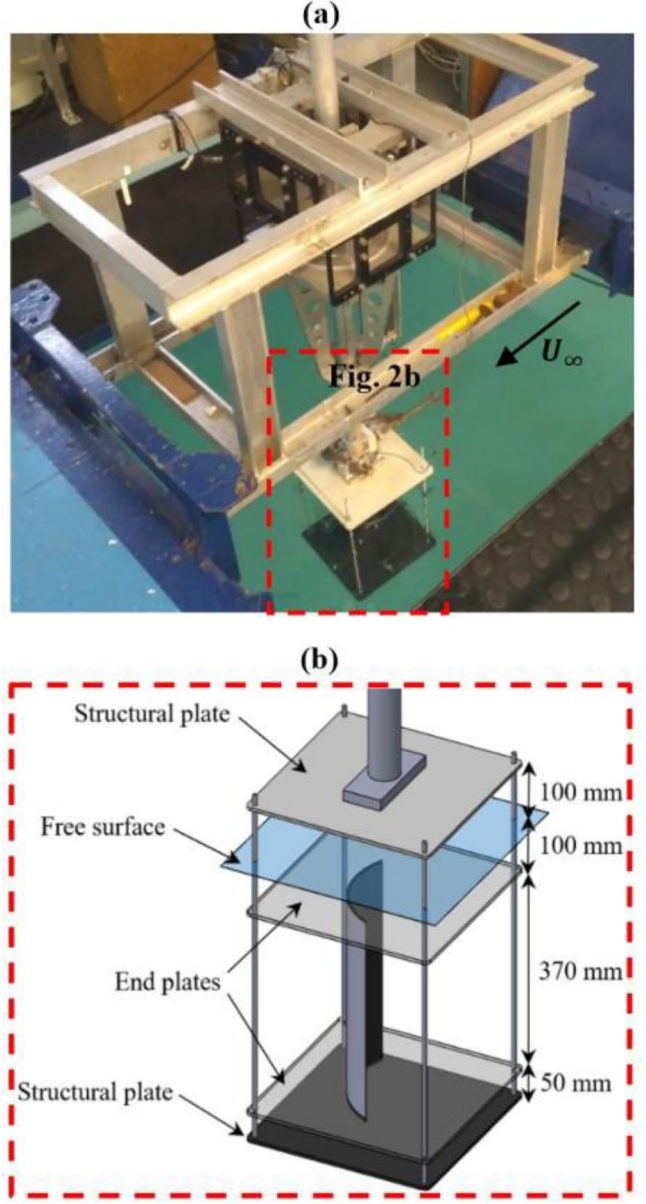 (a)
Fig. 2b
U∞
(b)
Structural plate
100 mm
Free surface
100 mm
370 mm
End plates
50 mm
Structural plate